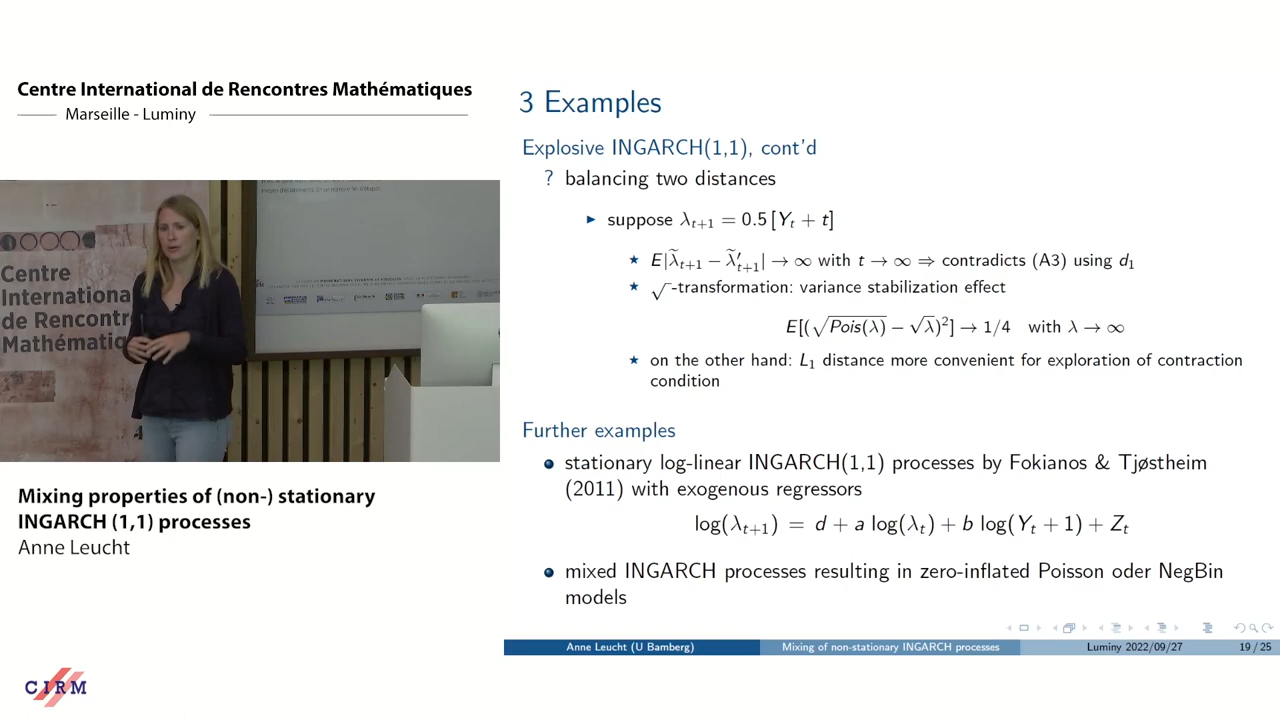 Centre International de Rencontres Mathématiques
Marseille - Luminy
Centre
Internationa
de Rencontr
Mathématiqu
Mixing properties of (non-) stationary
INGARCH (1,1) processes
Anne Leucht
CIRM
3 Examples
Explosive INGARCH(1,1), cont'd
? balancing two distances
▶ suppose λ_{t+1} = 0.5 [Y_t + t]
★ E|λ̃_{t+1} − λ̃′_{t+1}| → ∞ with t → ∞ ⇒ contradicts (A3) using d_1
★ √-transformation: variance stabilization effect
E[(√Pois(λ) − √λ)²] → 1/4 with λ → ∞
★ on the other hand: L_1 distance more convenient for exploration of contraction
condition
Further examples
● stationary log-linear INGARCH(1,1) processes by Fokianos & Tjøstheim
(2011) with exogenous regressors
log(λ_{t+1}) = d + a log(λ_t) + b log(Y_t + 1) + Z_t
● mixed INGARCH processes resulting in zero-inflated Poisson oder NegBin
models
Anne Leucht (U Bamberg) Mixing of non-stationary INGARCH processes Luminy 2022/09/27 19 / 25